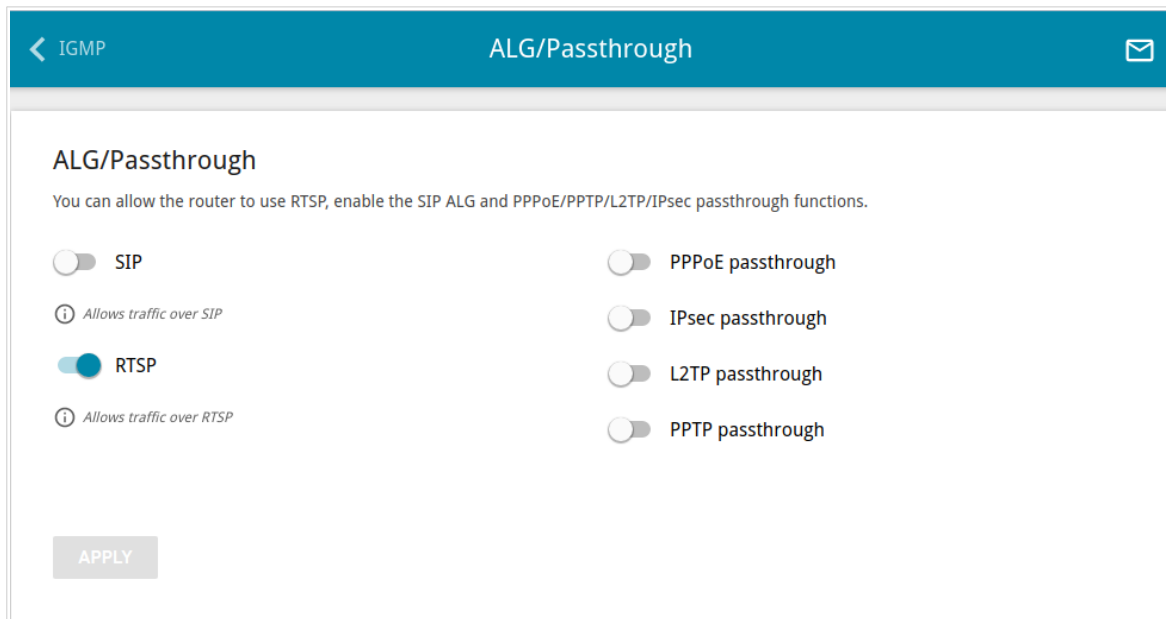 IGMP
ALG/Passthrough
ALG/Passthrough
You can allow the router to use RTSP, enable the SIP ALG and PPPoE/PPTP/L2TP/IPsec passthrough functions.
SIP
Allows traffic over SIP
RTSP
Allows traffic over RTSP
PPPoE passthrough
IPsec passthrough
L2TP passthrough
PPTP passthrough
APPLY